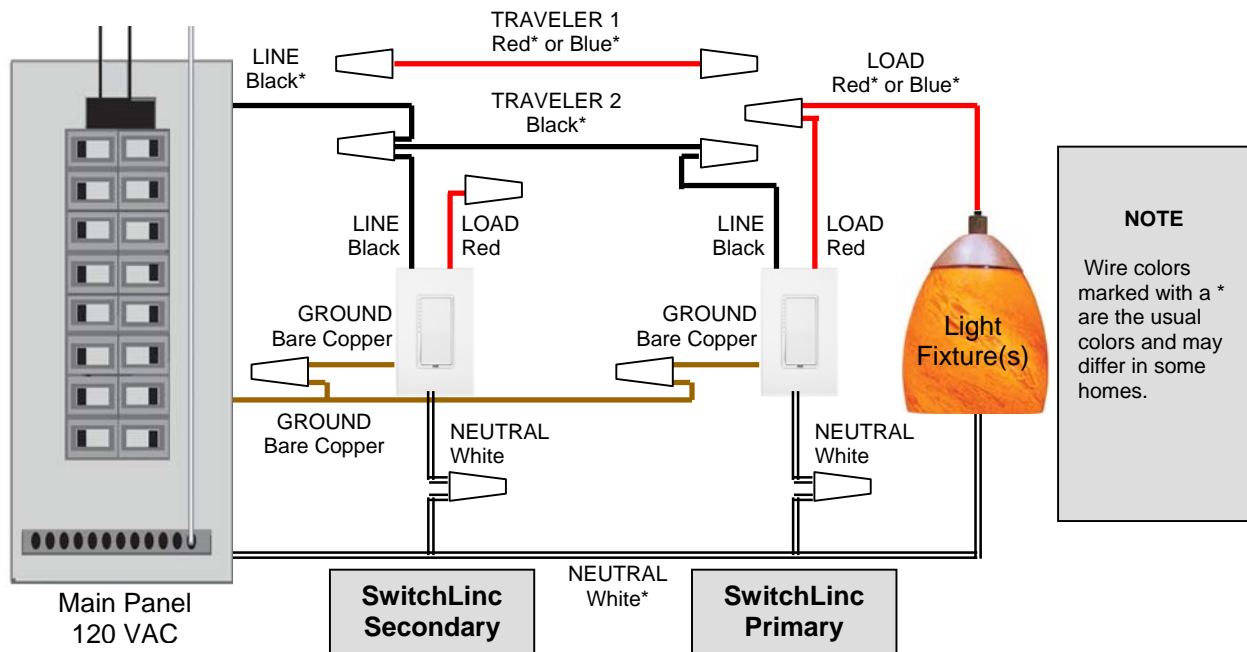 TRAVELER 1
Red* or Blue*
LINE
Black*
LOAD
Red* or Blue*
TRAVELER 2
Black*
NOTE
Wire colors
marked with a *
are the usual
colors and may
differ in some
homes.
LINE
Black
LOAD
Red
LINE
Black
LOAD
Red
GROUND
Bare Copper
GROUND
Bare Copper
Light
Fixture(s)
GROUND
Bare Copper
NEUTRAL
White
NEUTRAL
White
NEUTRAL
White*
Main Panel
120 VAC
SwitchLinc
Secondary
SwitchLinc
Primary